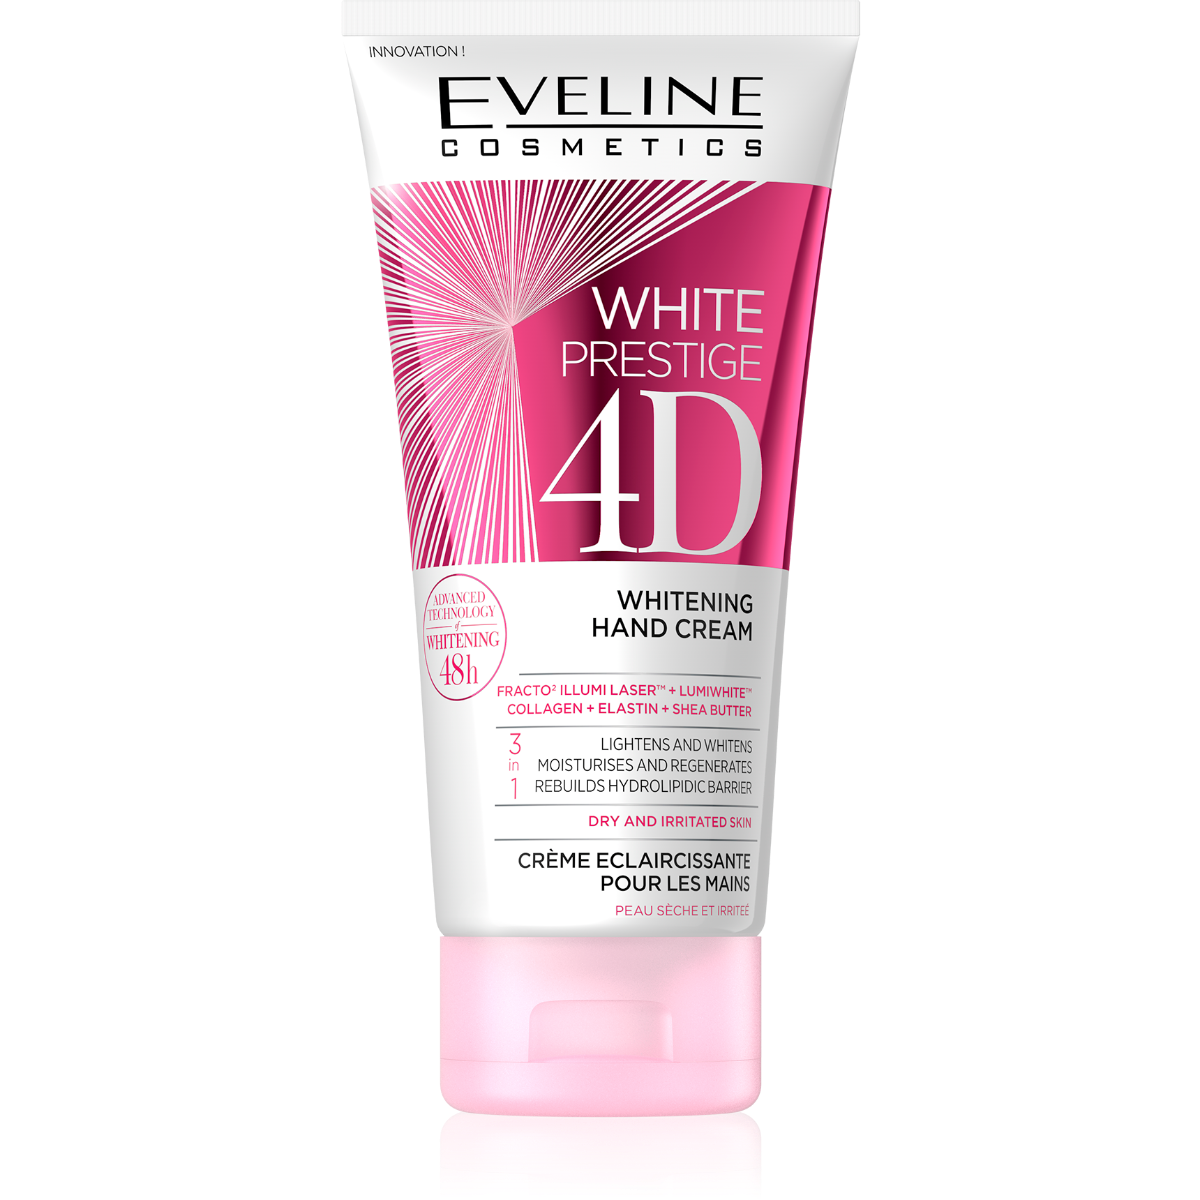 INNOVATION !
EVELINE
COSMETICS
WHITE
PRESTIGE
4D
ADVANCED
TECHNOLOGY
of
WHITENING
48h
WHITENING
HAND CREAM
FRACTO² ILLUMI LASER™ + LUMIWHITE™
COLLAGEN + ELASTIN + SHEA BUTTER
3
in
1
LIGHTENS AND WHITENS
MOISTURISES AND REGENERATES
REBUILDS HYDROLIPIDIC BARRIER
DRY AND IRRITATED SKIN
CRÈME ECLAIRCISSANTE
POUR LES MAINS
PEAU SÈCHE ET IRRITEÉ